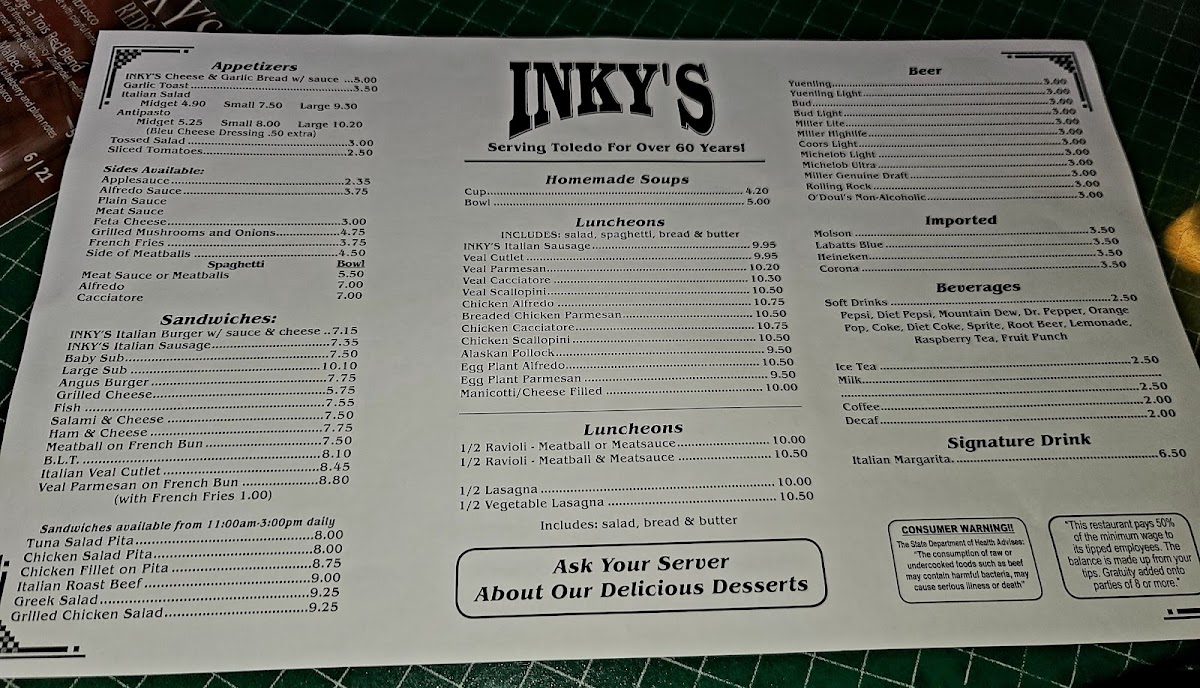 Appetizers
INKY'S Cheese & Garlic Bread w/ sauce ...5.00
Garlic Toast ... 3.50
Italian Salad
Midget 4.90 Small 7.50 Large 9.30
Antipasto
Midget 5.25 Small 8.00 Large 10.20
(Bleu Cheese Dressing .50 extra)
Tossed Salad ... 3.00
Sliced Tomatoes... 2.50
Sides Available:
Applesauce... 2.35
Alfredo Sauce... 3.75
Plain Sauce
Meat Sauce
Feta Cheese... 3.00
Grilled Mushrooms and Onions... 4.75
French Fries ... 3.75
Side of Meatballs ... 4.50
Spaghetti Bowl
Meat Sauce or Meatballs 5.50
Alfredo 7.00
Cacciatore 7.00
Sandwiches:
INKY'S Italian Burger w/ sauce & cheese ..7.15
INKY'S Italian Sausage... 7.35
Baby Sub... 7.50
Large Sub ... 10.10
Angus Burger ... 7.75
Grilled Cheese... 5.75
Fish ... 7.55
Salami & Cheese ... 7.50
Ham & Cheese ... 7.75
Meatball on French Bun ... 7.50
B.L.T. ... 8.10
Italian Veal Cutlet ... 8.45
Veal Parmesan on French Bun ... 8.80
(with French Fries 1.00)
Sandwiches available from 11:00am-3:00pm daily
Tuna Salad Pita... 8.00
Chicken Salad Pita... 8.00
Chicken Fillet on Pita ... 8.75
Italian Roast Beef ... 9.00
Greek Salad... 9.25
Grilled Chicken Salad... 9.25
INKY'S
Serving Toledo For Over 60 Years!
Homemade Soups
Cup... 4.20
Bowl ... 5.00
Luncheons
INCLUDES: salad, spaghetti, bread & butter
INKY'S Italian Sausage... 9.95
Veal Cutlet ... 9.95
Veal Parmesan... 10.20
Veal Cacciatore ... 10.30
Veal Scallopini... 10.50
Chicken Alfredo ... 10.75
Breaded Chicken Parmesan... 10.50
Chicken Cacciatore... 10.75
Chicken Scallopini ... 10.50
Alaskan Pollock... 9.50
Egg Plant Alfredo... 10.50
Egg Plant Parmesan ... 9.50
Manicotti/Cheese Filled ... 10.00
Luncheons
1/2 Ravioli - Meatball or Meatsauce... 10.00
1/2 Ravioli - Meatball & Meatsauce ... 10.50
1/2 Lasagna ... 10.00
1/2 Vegetable Lasagna ... 10.50
Includes: salad, bread & butter
Ask Your Server
About Our Delicious Desserts
Beer
Yuenling... 3.00
Yuenling Light... 3.00
Bud... 3.00
Bud Light... 3.00
Miller Lite... 3.00
Miller Highlife... 3.00
Coors Light... 3.00
Michelob Light ... 3.00
Michelob Ultra... 3.00
Miller Genuine Draft ... 3.00
Rolling Rock... 3.00
O'Doul's Non-Alcoholic... 3.00
Imported
Molson ... 3.50
Labatts Blue ... 3.50
Heineken... 3.50
Corona ... 3.50
Beverages
Soft Drinks ... 2.50
Pepsi, Diet Pepsi, Mountain Dew, Dr. Pepper, Orange
Pop, Coke, Diet Coke, Sprite, Root Beer, Lemonade,
Raspberry Tea, Fruit Punch
Ice Tea ... 2.50
Milk...
... 2.50
Coffee... 2.00
Decaf... 2.00
Signature Drink
Italian Margarita. ... 6.50
CONSUMER WARNING!!
The State Department of Health Advises:
"The consumption of raw or
undercooked foods such as beef
may contain harmful bacteria, may
cause serious illness or death"
"This restaurant pays 50%
of the minimum wage to
its tipped employees. The
balance is made up from your
tips. Gratuity added onto
parties of 8 or more."
a Trois Red Blend
Malbec
blueberry and plum notes
6 | 21